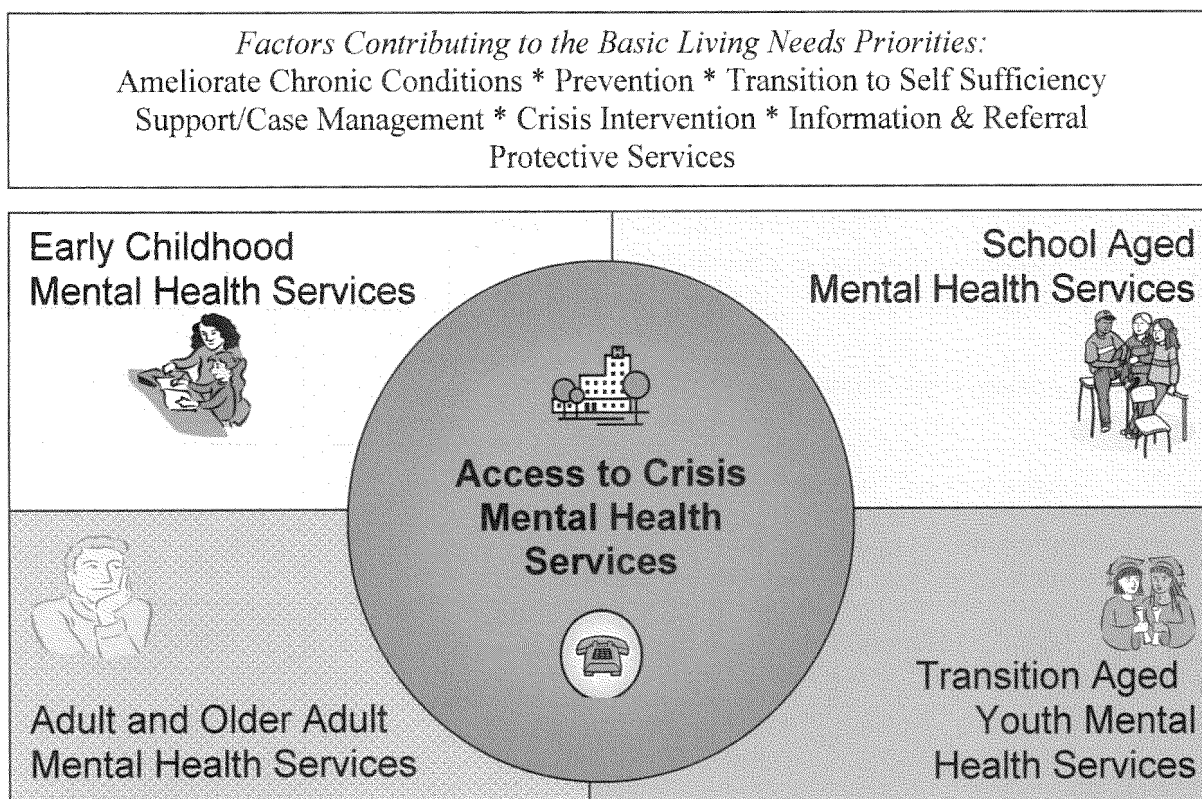 Factors Contributing to the Basic Living Needs Priorities:
Ameliorate Chronic Conditions * Prevention * Transition to Self Sufficiency
Support/Case Management * Crisis Intervention * Information & Referral
Protective Services
Early Childhood
Mental Health Services
School Aged
Mental Health Services
H
Access to Crisis
Mental Health
Services
Adult and Older Adult
Mental Health Services
Transition Aged
Youth Mental
Health Services